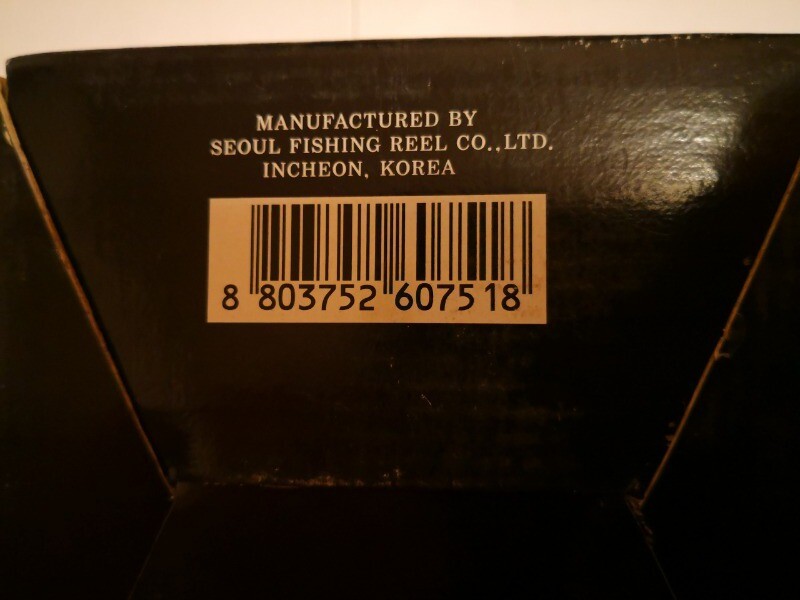 MANUFACTURED BY
SEOUL FISHING REEL CO.,LTD.
INCHEON, KOREA
8 803752 607518